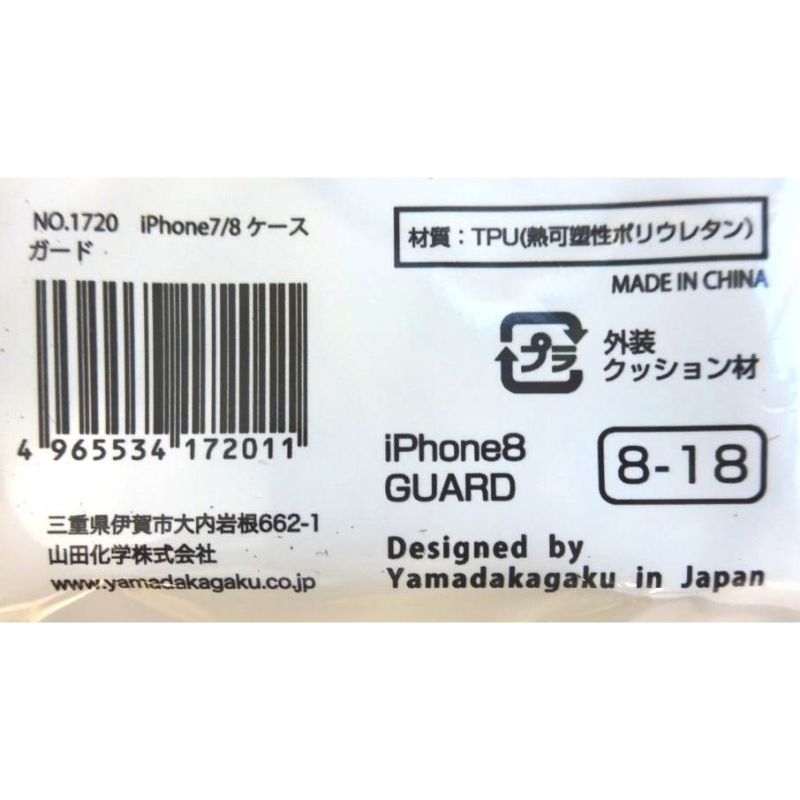 NO.1720 iPhone7/8 ケース
ガード
4 965534 172011
三重県伊賀市大内岩根662-1
山田化学株式会社
www.yamadakagaku.co.jp
材質：TPU(熱可塑性ポリウレタン)
MADE IN CHINA
プラ
外装
クッション材
iPhone8
GUARD
8-18
Designed by
Yamadakagaku in Japan